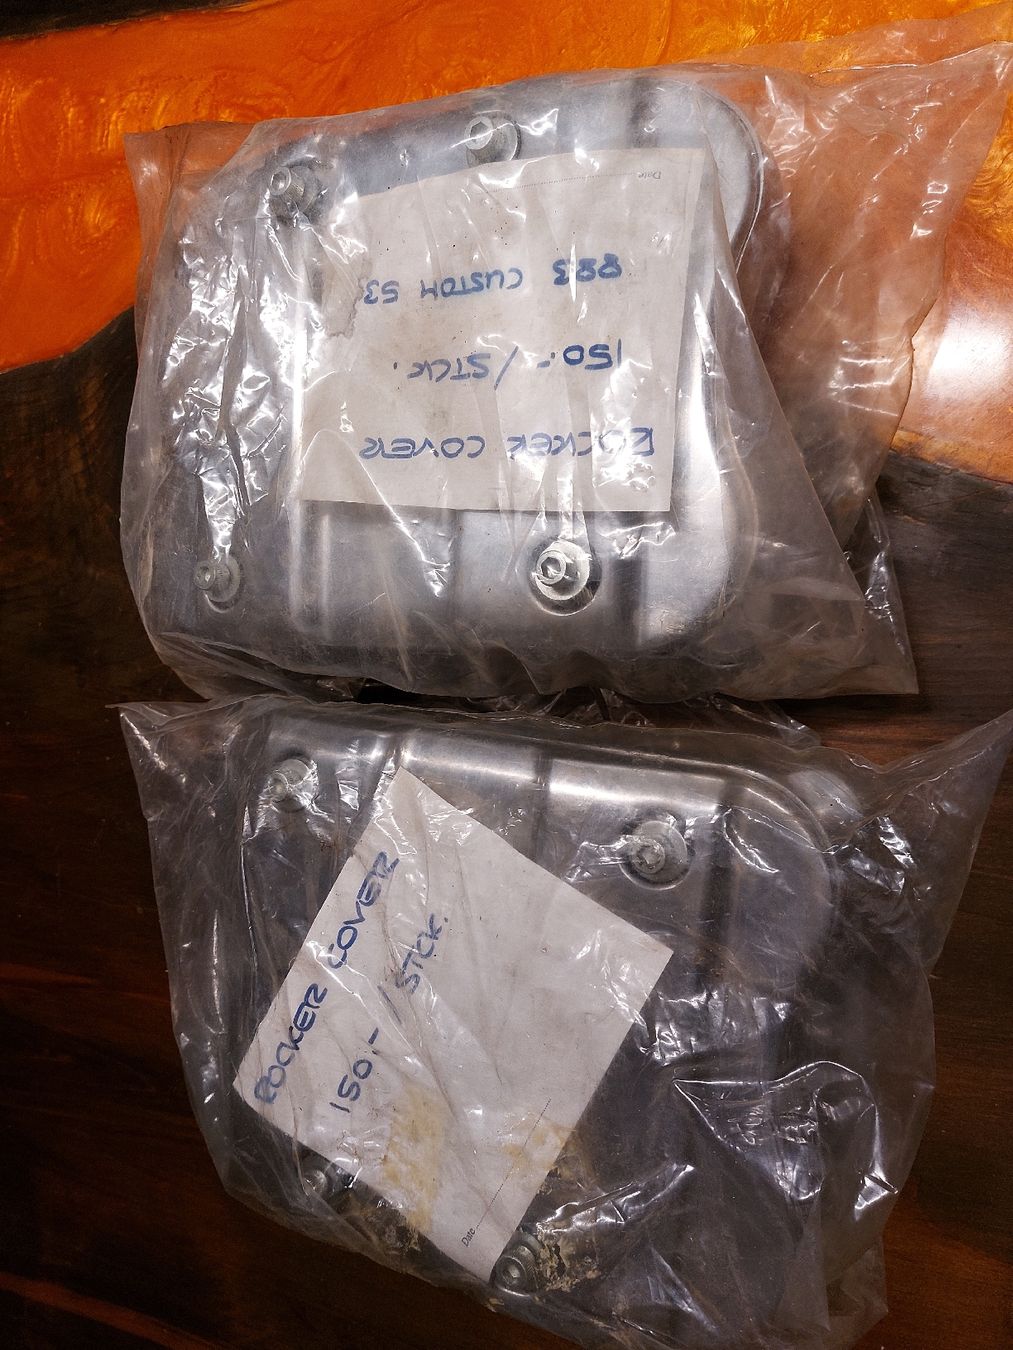 ROCKER COVER
150.- /STCK.
883 CUSTOM 53
Date
ROCKER COVER
150.- /STCK.
Date